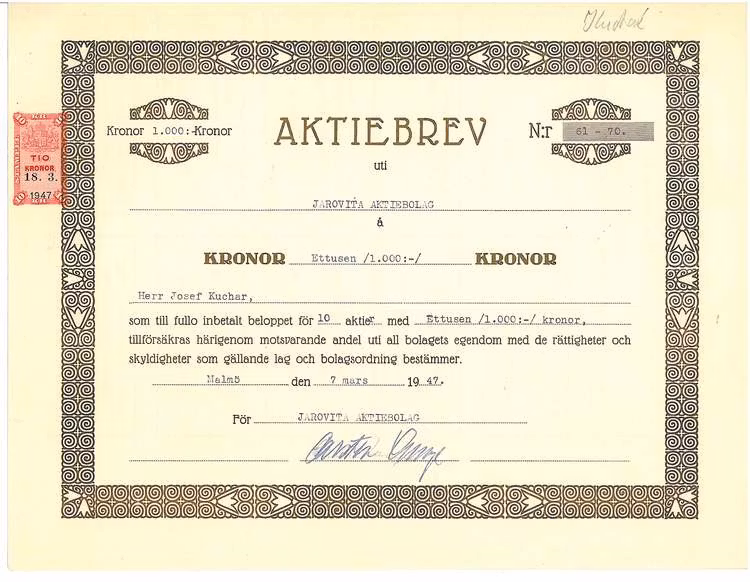 Kronor 1.000:-Kronor
AKTIEBREV
N:r 61 - 70.
uti
JAROVITA AKTIEBOLAG
á
KRONOR Ettusen /1.000:-/ KRONOR
Herr Josef Kuchar,
som till fullo inbetalt beloppet för 10 aktier med Ettusen /1.000:-/ kronor,
tillförsäkras härigenom motsvarande andel uti all bolagets egendom med de rättigheter och
skyldigheter som gällande lag och bolagsordning bestämmer.
Malmö den 7 mars 1947.
För JAROVITA AKTIEBOLAG
10
TIO
KRONOR
18. 3.
1947
10